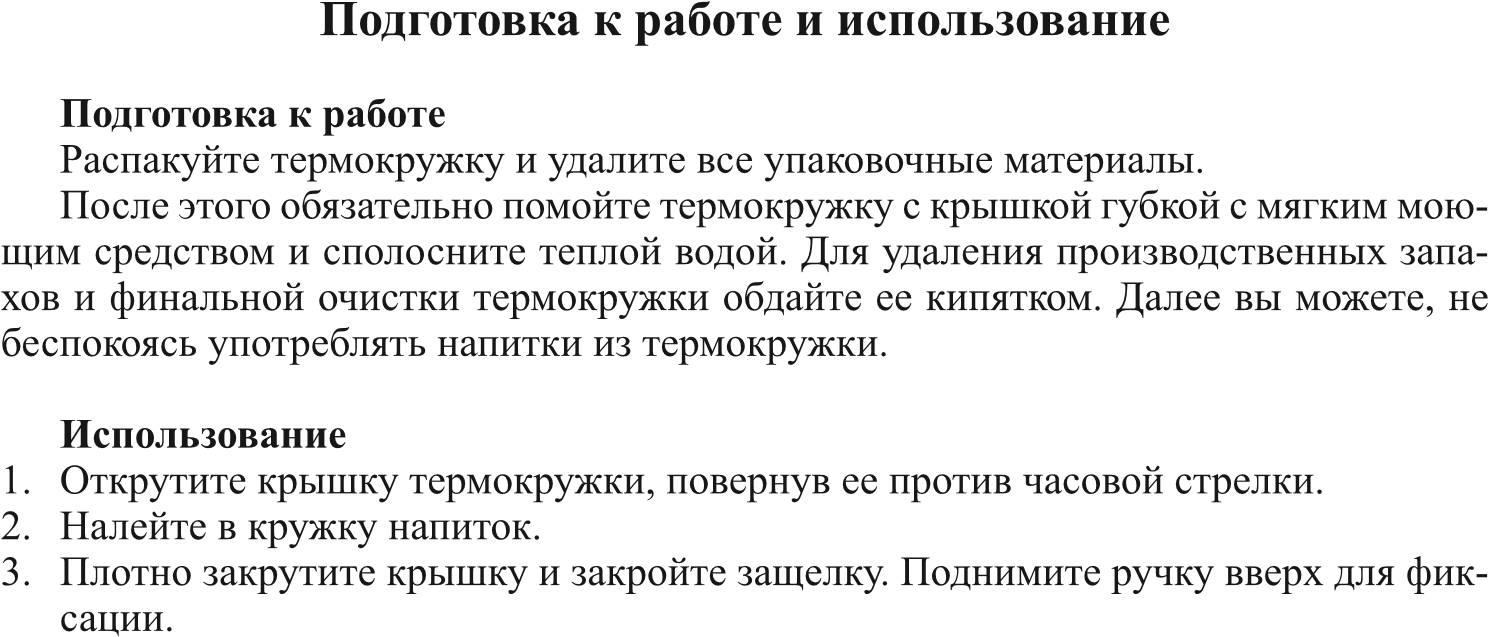 Подготовка к работе и использование
Подготовка к работе
Распакуйте термокружку и удалите все упаковочные материалы.
После этого обязательно помойте термокружку с крышкой губкой с мягким мою-
щим средством и сполосните теплой водой. Для удаления производственных запа-
хов и финальной очистки термокружки обдайте ее кипятком. Далее вы можете, не
беспокоясь употреблять напитки из термокружки.
Использование
1. Открутите крышку термокружки, повернув ее против часовой стрелки.
2. Налейте в кружку напиток.
3. Плотно закрутите крышку и закройте защелку. Поднимите ручку вверх для фик-
сации.